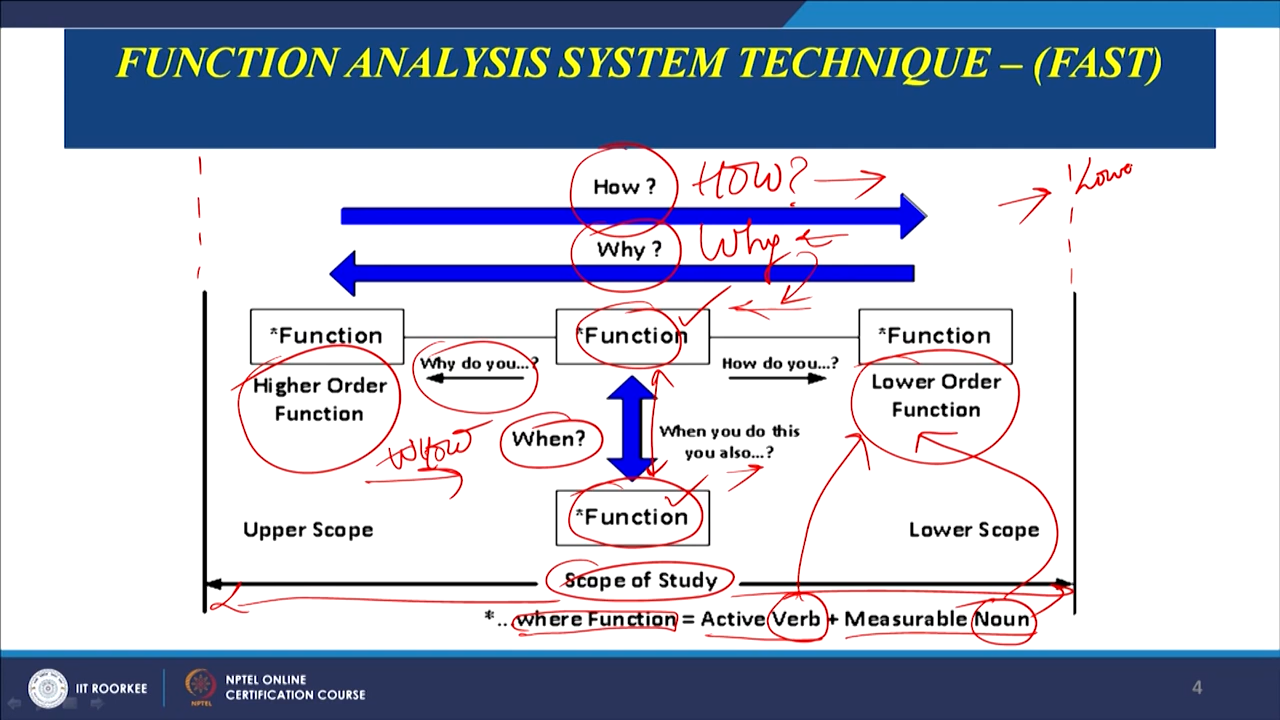 FUNCTION ANALYSIS SYSTEM TECHNIQUE – (FAST)
How ? HOW?
Lowe
Why ? Why
*Function *Function *Function
Why do you...? How do you...?
Higher Order
Function
Lower Order
Function
When?
When you do this
you also...?
HOW
*Function
Upper Scope Lower Scope
Scope of Study
*.. where Function = Active Verb + Measurable Noun
IIT ROORKEE
NPTEL
NPTEL ONLINE
CERTIFICATION COURSE
4